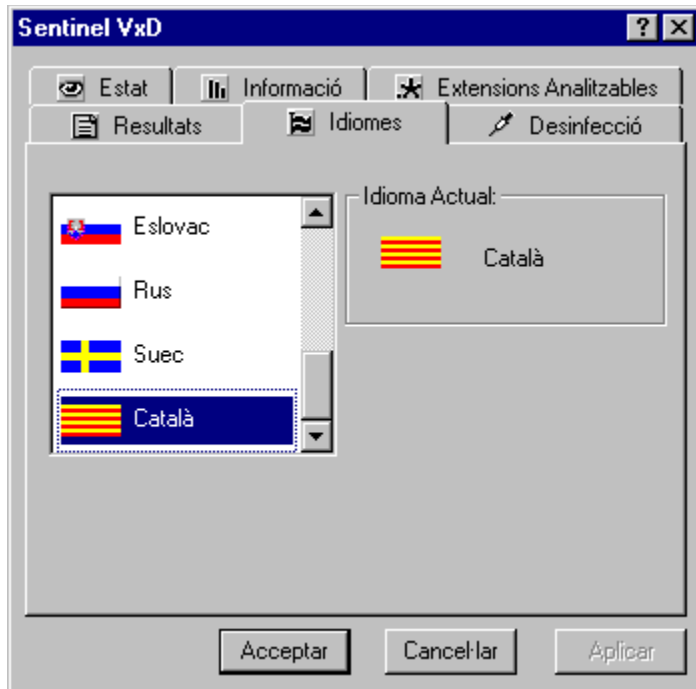 Sentinel VxD
Estat Informació Extensions Analitzables
Resultats Idiomes Desinfecció
Eslovac
Rus
Suec
Català
Idioma Actual:
Català
Acceptar Cancel·lar Aplicar